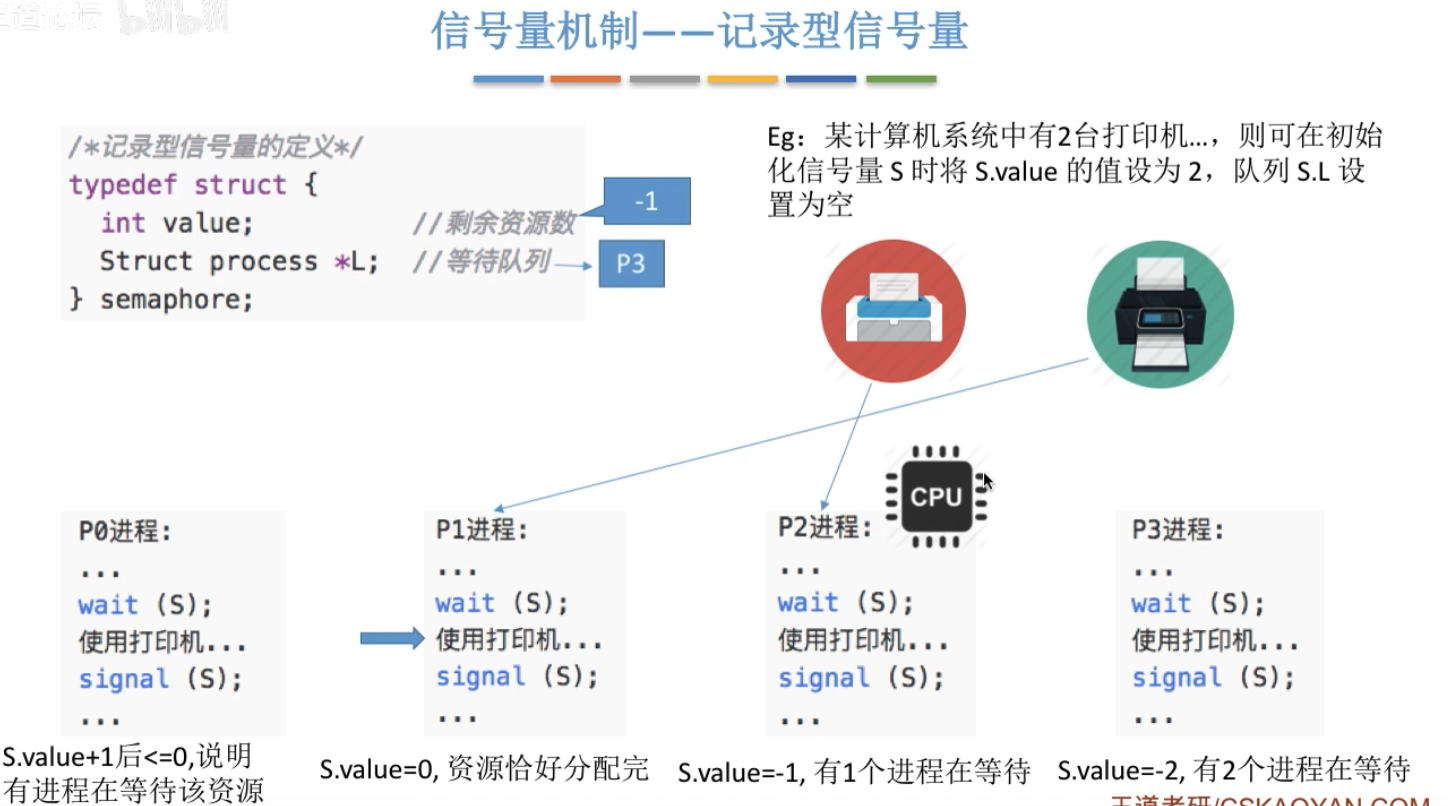 信号量机制——记录型信号量
/*记录型信号量的定义*/
typedef struct {
int value; //剩余资源数
-1
Struct process *L; //等待队列
P3
} semaphore;
Eg：某计算机系统中有2台打印机...，则可在初始
化信号量 S 时将 S.value 的值设为 2，队列 S.L 设
置为空
CPU
P0进程:
...
wait (S);
使用打印机...
signal (S);
...
S.value+1后<=0,说明
有进程在等待该资源
P1进程:
...
wait (S);
使用打印机...
signal (S);
...
S.value=0, 资源恰好分配完
P2进程:
...
wait (S);
使用打印机...
signal (S);
...
S.value=-1, 有1个进程在等待
P3进程:
...
wait (S);
使用打印机...
signal (S);
...
S.value=-2, 有2个进程在等待
王道考研/CSKAOYAN.COM